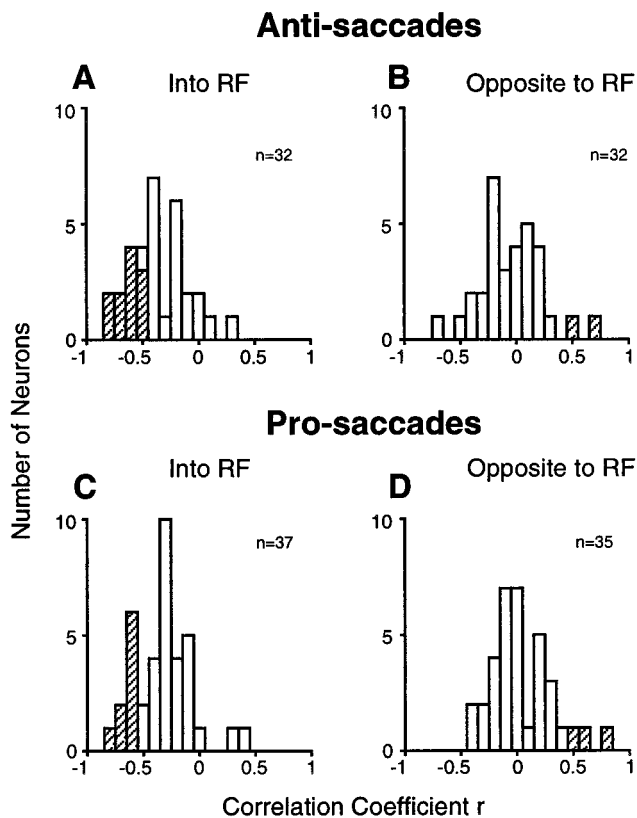 Anti-saccades
A
Into RF
B
Opposite to RF
10
5
0
n=32
-1
-0.5
0
0.5
1
10
5
0
n=32
-1
-0.5
0
0.5
1
Number of Neurons
Pro-saccades
C
Into RF
D
Opposite to RF
10
5
0
n=37
-1
-0.5
0
0.5
1
10
5
0
n=35
-1
-0.5
0
0.5
1
Correlation Coefficient r